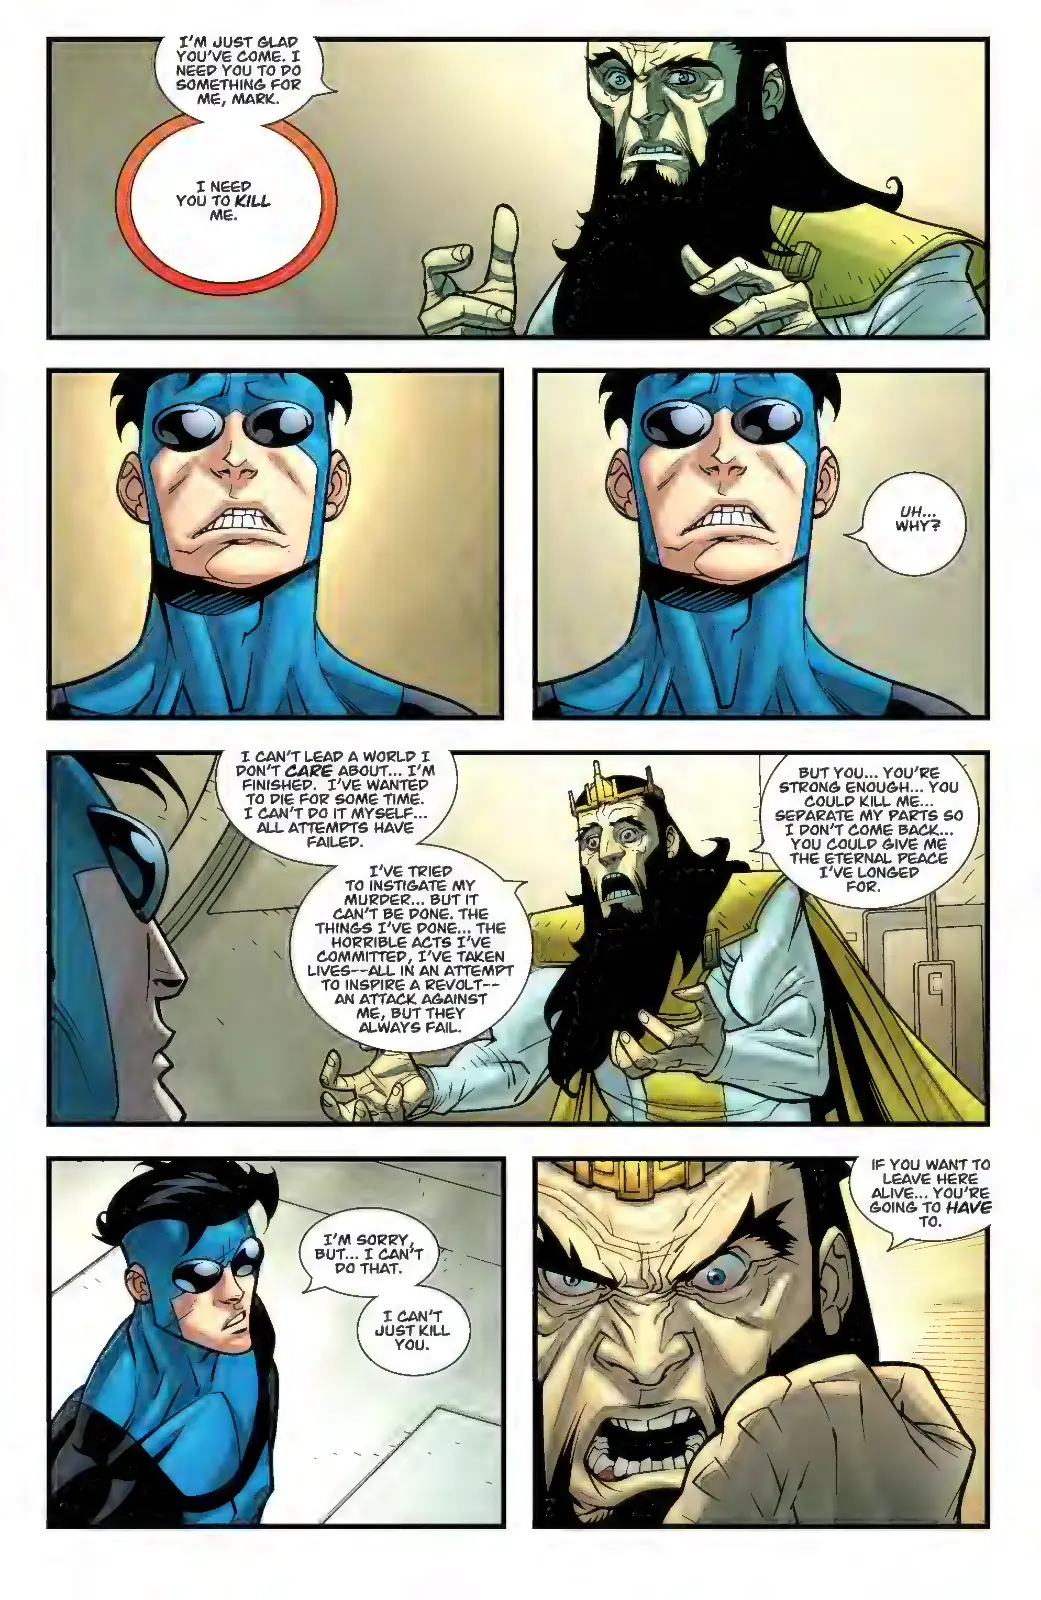 I'M JUST GLAD
YOU'VE COME. I
NEED YOU TO DO
SOMETHING FOR
ME, MARK.
I NEED
YOU TO KILL
ME.
UH...
WHY?
I CAN'T LEAD A WORLD I
DON'T CARE ABOUT... I'M
FINISHED. I'VE WANTED
TO DIE FOR SOME TIME.
I CAN'T DO IT MYSELF...
ALL ATTEMPTS HAVE
FAILED.
I'VE TRIED
TO INSTIGATE MY
MURDER... BUT IT
CAN'T BE DONE. THE
THINGS I'VE DONE... THE
HORRIBLE ACTS I'VE
COMMITTED, I'VE TAKEN
LIVES--ALL IN AN ATTEMPT
TO INSPIRE A REVOLT--
AN ATTACK AGAINST
ME, BUT THEY
ALWAYS FAIL.
BUT YOU... YOU'RE
STRONG ENOUGH... YOU
COULD KILL ME...
SEPARATE MY PARTS SO
I DON'T COME BACK...
YOU COULD GIVE ME
THE ETERNAL PEACE
I'VE LONGED
FOR.
I'M SORRY,
BUT... I CAN'T
DO THAT.
I CAN'T
JUST KILL
YOU.
IF YOU WANT TO
LEAVE HERE
ALIVE... YOU'RE
GOING TO HAVE
TO.